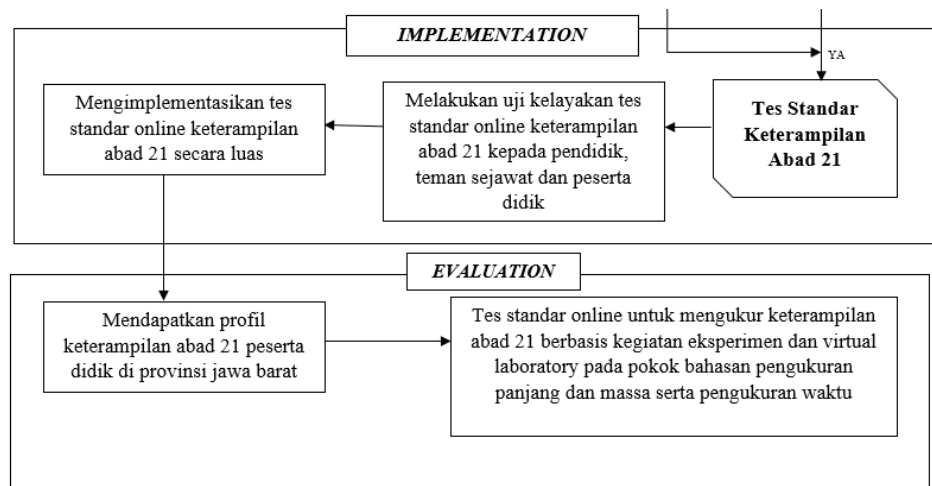 IMPLEMENTATION
YA
Tes Standar
Keterampilan
Abad 21
Melakukan uji kelayakan tes
standar online keterampilan
abad 21 kepada pendidik,
teman sejawat dan peserta
didik
Mengimplementasikan tes
standar online keterampilan
abad 21 secara luas
EVALUATION
Mendapatkan profil
keterampilan abad 21 peserta
didik di provinsi jawa barat
Tes standar online untuk mengukur keterampilan
abad 21 berbasis kegiatan eksperimen dan virtual
laboratory pada pokok bahasan pengukuran
panjang dan massa serta pengukuran waktu